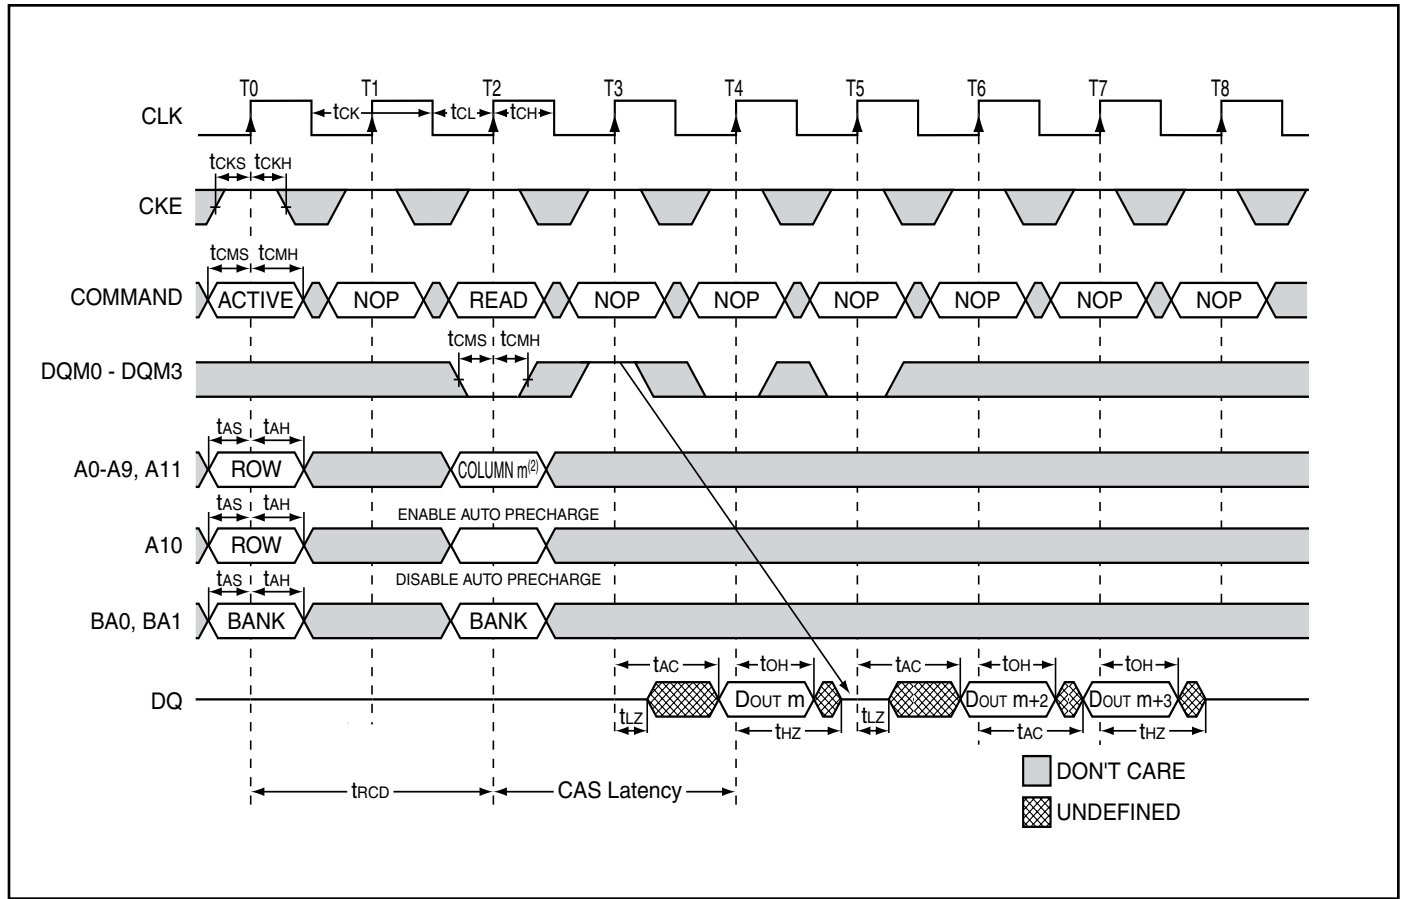 T0 T1 T2 T3 T4 T5 T6 T7 T8
CLK tCK tCL tCH
tCKS tCKH
CKE
tCMS tCMH
COMMAND ACTIVE NOP READ NOP NOP NOP NOP NOP NOP
tCMS tCMH
DQM0 - DQM3
tAS tAH
A0-A9, A11 ROW COLUMN m(2)
tAS tAH ENABLE AUTO PRECHARGE
A10 ROW
tAS tAH DISABLE AUTO PRECHARGE
BA0, BA1 BANK BANK
tAC tOH tAC tOH tOH
DQ DOUT m DOUT m+2 DOUT m+3
tLZ tHZ tLZ tAC tHZ
DON'T CARE
tRCD CAS Latency
UNDEFINED